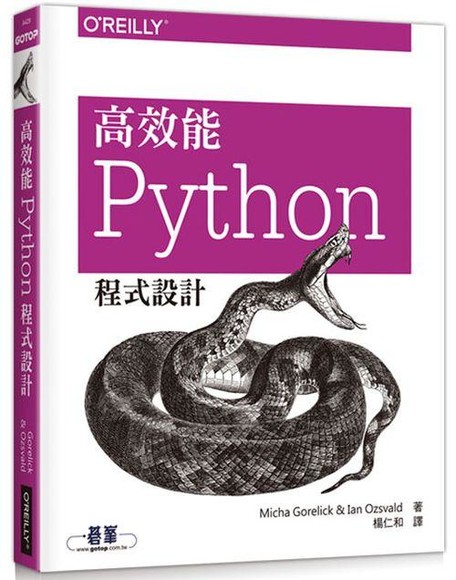 O'REILLY®
高效能
Python
程式設計
Micha Gorelick & Ian Ozsvald 著
楊仁和 譯
碁峯
www.gotop.com.tw
GOTOP
高效能 Python 程式設計
Gorelick
& Ozsvald
O'REILLY®